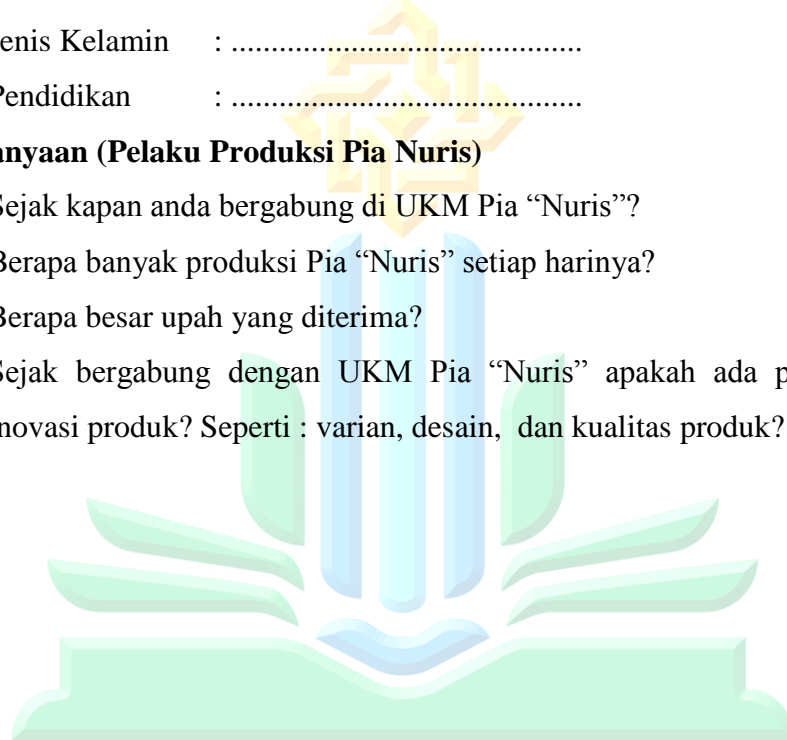 enis Kelamin : ............................................
Pendidikan : ............................................
anyaan (Pelaku Produksi Pia Nuris)
Sejak kapan anda bergabung di UKM Pia “Nuris”?
Berapa banyak produksi Pia “Nuris” setiap harinya?
Berapa besar upah yang diterima?
Sejak bergabung dengan UKM Pia “Nuris” apakah ada p
novasi produk? Seperti : varian, desain, dan kualitas produk?